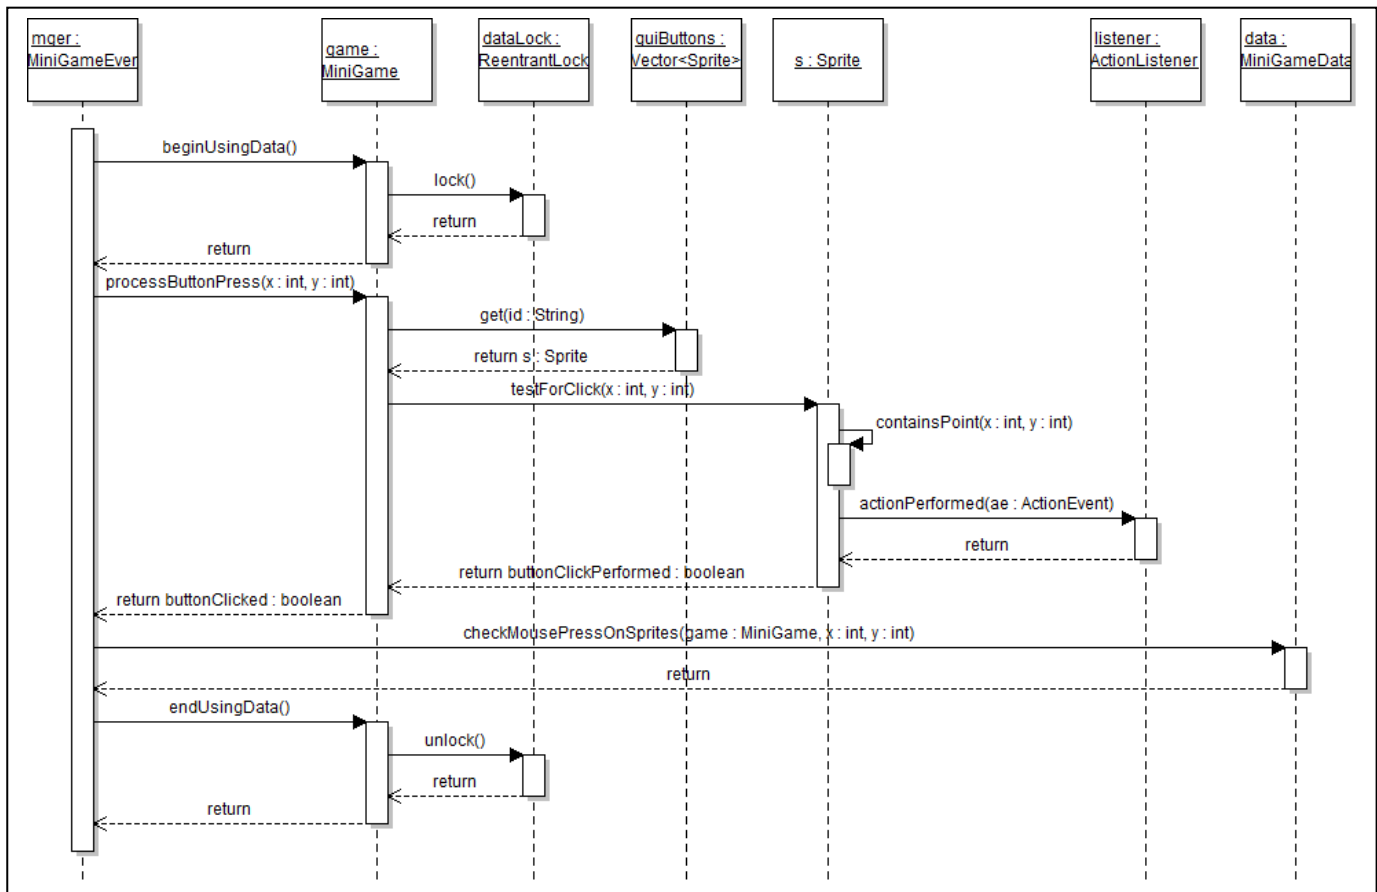 mger :
MiniGameEver
game :
MiniGame
dataLock :
ReentrantLock
guiButtons :
Vector<Sprite>
s : Sprite
listener :
ActionListener
data :
MiniGameData
beginUsingData()
lock()
return
return
processButtonPress(x : int, y : int)
get(id : String)
return s : Sprite
testForClick(x : int, y : int)
containsPoint(x : int, y : int)
actionPerformed(ae : ActionEvent)
return
return buttonClickPerformed : boolean
return buttonClicked : boolean
checkMousePressOnSprites(game : MiniGame, x : int, y : int)
return
endUsingData()
unlock()
return
return